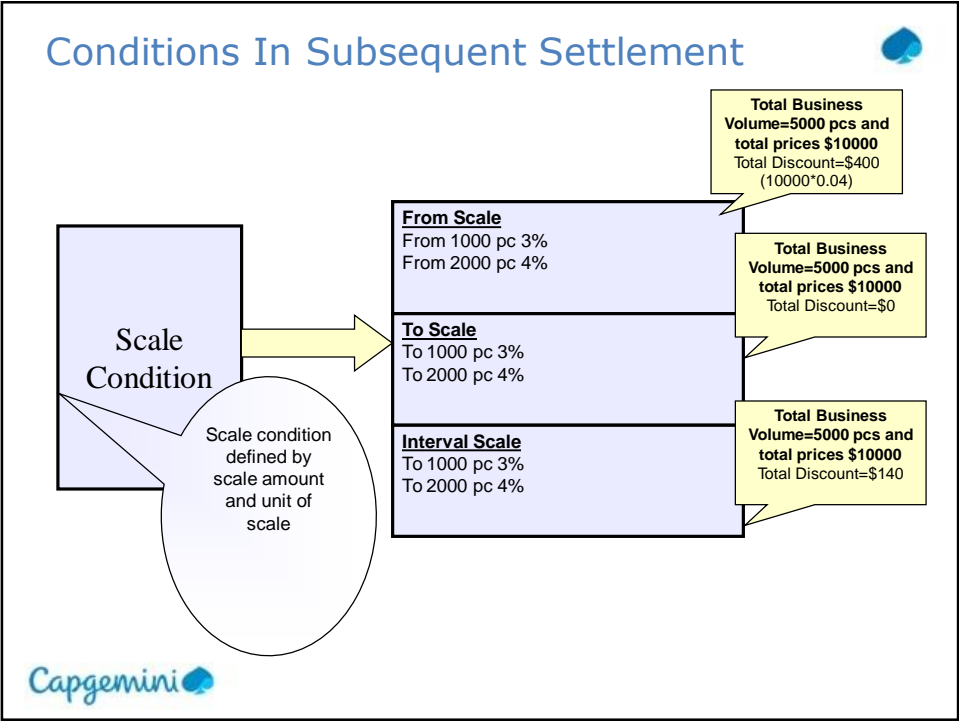 Conditions In Subsequent Settlement
Total Business
Volume=5000 pcs and
total prices $10000
Total Discount=$400
(10000*0.04)
From Scale
From 1000 pc 3%
From 2000 pc 4%
Total Business
Volume=5000 pcs and
total prices $10000
Total Discount=$0
Scale
Condition
To Scale
To 1000 pc 3%
To 2000 pc 4%
Scale condition
defined by
scale amount
and unit of
scale
Interval Scale
To 1000 pc 3%
To 2000 pc 4%
Total Business
Volume=5000 pcs and
total prices $10000
Total Discount=$140
Capgemini